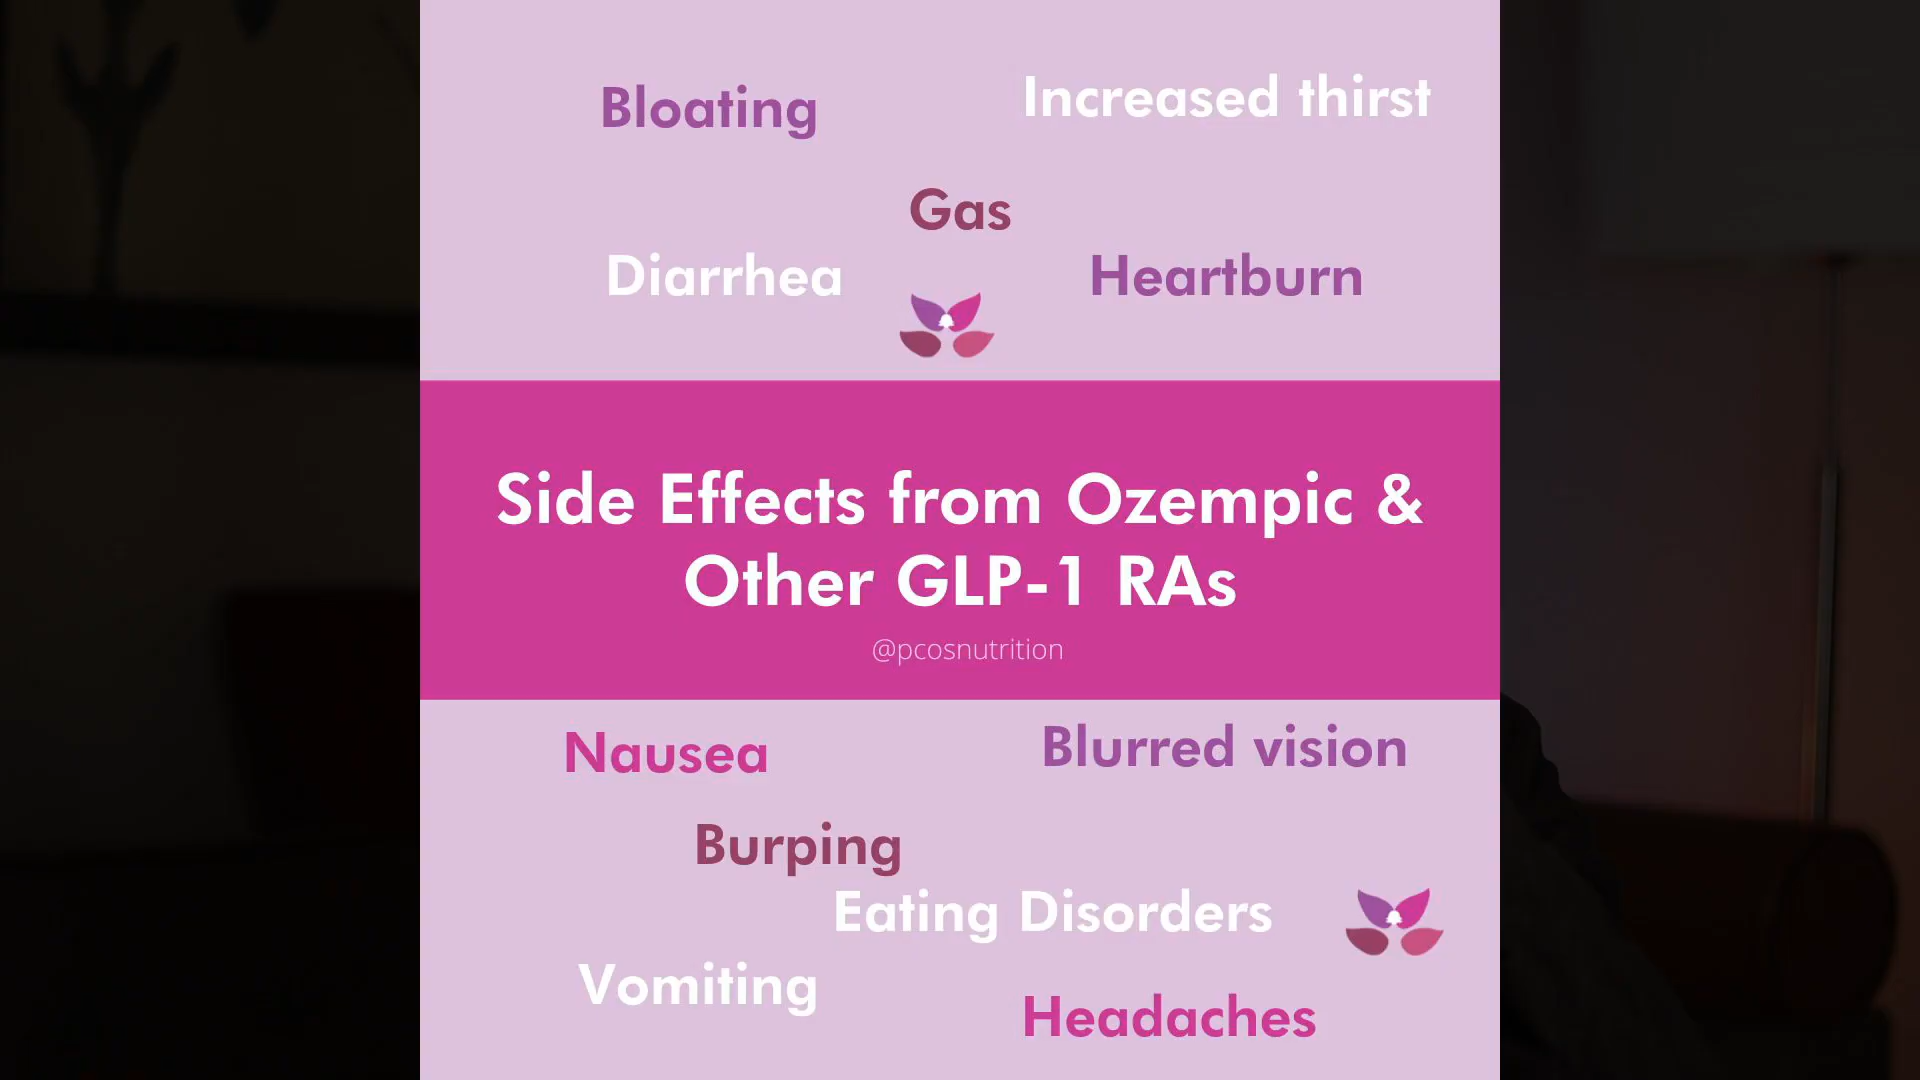 Bloating
Increased thirst
Gas
Diarrhea
Heartburn
Side Effects from Ozempic &
Other GLP-1 RAs
@pcosnutrition
Nausea
Blurred vision
Burping
Eating Disorders
Vomiting
Headaches